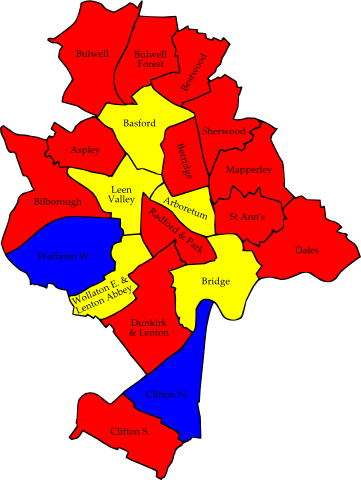 Bulwell
Bulwell
Forest
Bestwood
Basford
Sherwood
Aspley
Berridge
Mapperley
Leen
Valley
Bilborough
Arboretum
St Ann's
Radford & Park
Dales
Wollaton W.
Bridge
Wollaton E. &
Lenton Abbey
Dunkirk
& Lenton
Clifton N.
Clifton S.